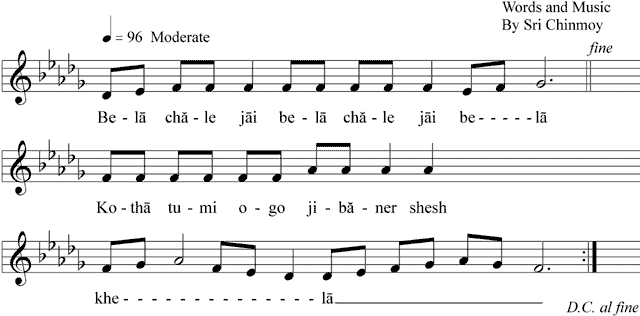 Words and Music
By Sri Chinmoy
= 96 Moderate
fine
Be- lā chă- le jāi be- lā chă- le jāi be- - - - -lā
Ko- thā tu- mi o- go ji- bă- ner shesh
khe - - - - - - - - - - - - - lā
D.C. al fine